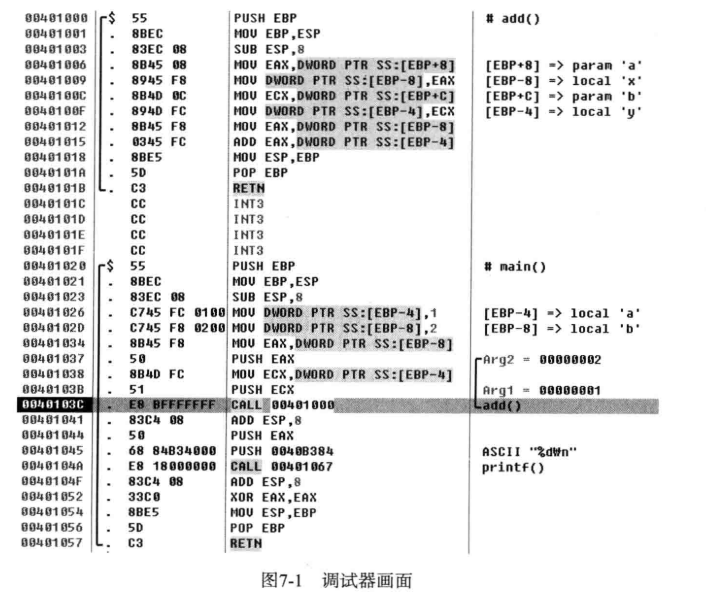 00401000 $ 55 PUSH EBP # add()
00401001 . 8BEC MOV EBP,ESP
00401003 . 83EC 08 SUB ESP,8
00401006 . 8B45 08 MOV EAX,DWORD PTR SS:[EBP+8] [EBP+8] => param 'a'
00401009 . 8945 F8 MOV DWORD PTR SS:[EBP-8],EAX [EBP-8] => local 'x'
0040100C . 8B4D 0C MOV ECX,DWORD PTR SS:[EBP+C] [EBP+C] => param 'b'
0040100F . 894D FC MOV DWORD PTR SS:[EBP-4],ECX [EBP-4] => local 'y'
00401012 . 8B45 F8 MOV EAX,DWORD PTR SS:[EBP-8]
00401015 . 0345 FC ADD EAX,DWORD PTR SS:[EBP-4]
00401018 . 8BE5 MOV ESP,EBP
0040101A . 5D POP EBP
0040101B . C3 RETN
0040101C CC INT3
0040101D CC INT3
0040101E CC INT3
0040101F CC INT3
00401020 $ 55 PUSH EBP # main()
00401021 . 8BEC MOV EBP,ESP
00401023 . 83EC 08 SUB ESP,8
00401026 . C745 FC 0100 MOV DWORD PTR SS:[EBP-4],1 [EBP-4] => local 'a'
0040102D . C745 F8 0200 MOV DWORD PTR SS:[EBP-8],2 [EBP-8] => local 'b'
00401034 . 8B45 F8 MOV EAX,DWORD PTR SS:[EBP-8]
00401037 . 50 PUSH EAX Arg2 = 00000002
00401038 . 8B4D FC MOV ECX,DWORD PTR SS:[EBP-4]
0040103B . 51 PUSH ECX Arg1 = 00000001
0040103C . E8 BFFFFFFF CALL 00401000 add()
00401041 . 83C4 08 ADD ESP,8
00401044 . 50 PUSH EAX
00401045 . 68 84B34000 PUSH 0040B384 ASCII "%d₩n"
0040104A . E8 18000000 CALL 00401067 printf()
0040104F . 83C4 08 ADD ESP,8
00401052 . 33C0 XOR EAX,EAX
00401054 . 8BE5 MOV ESP,EBP
00401056 . 5D POP EBP
00401057 . C3 RETN
图7-1 调试器画面